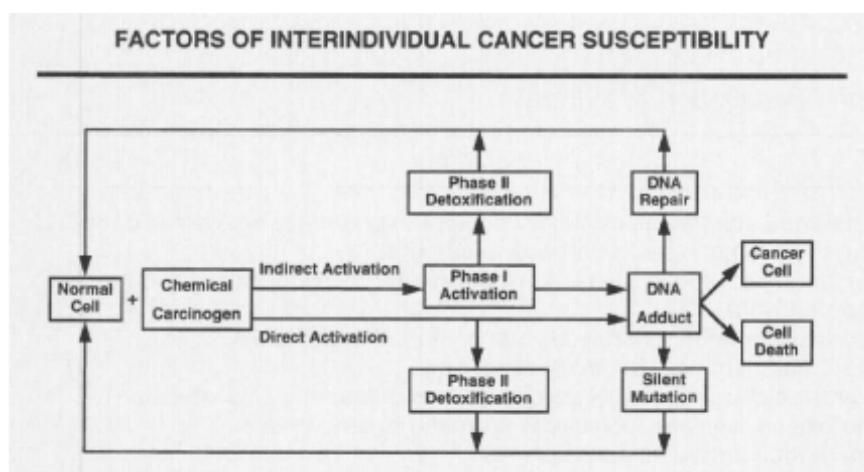 FACTORS OF INTERINDIVIDUAL CANCER SUSCEPTIBILITY
Phase II
Detoxification
DNA
Repair
Cancer
Cell
Indirect Activation
Normal
Cell
+
Chemical
Carcinogen
Phase I
Activation
DNA
Adduct
Direct Activation
Cell
Death
Phase II
Detoxification
Silent
Mutation